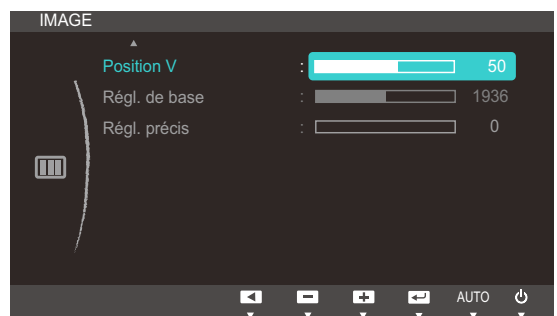 IMAGE
Position V : 50
Régl. de base : 1936
Régl. précis : 0
AUTO